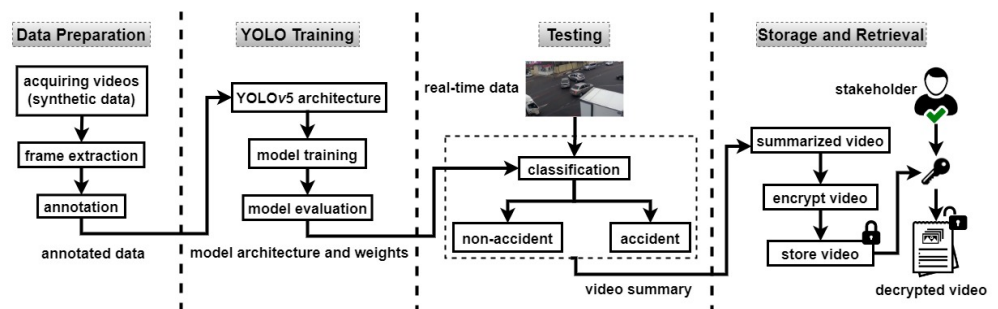 Data Preparation
acquiring videos
(synthetic data)
frame extraction
annotation
annotated data
YOLO Training
YOLOv5 architecture
model training
model evaluation
model architecture and weights
Testing
real-time data
classification
non-accident
accident
video summary
Storage and Retrieval
stakeholder
summarized video
encrypt video
store video
decrypted video